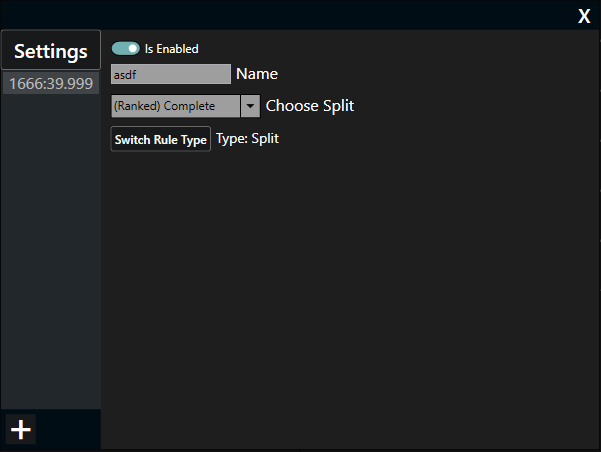 X
Settings
1666:39.999
Is Enabled
asdf Name
(Ranked) Complete Choose Split
Switch Rule Type Type: Split
+